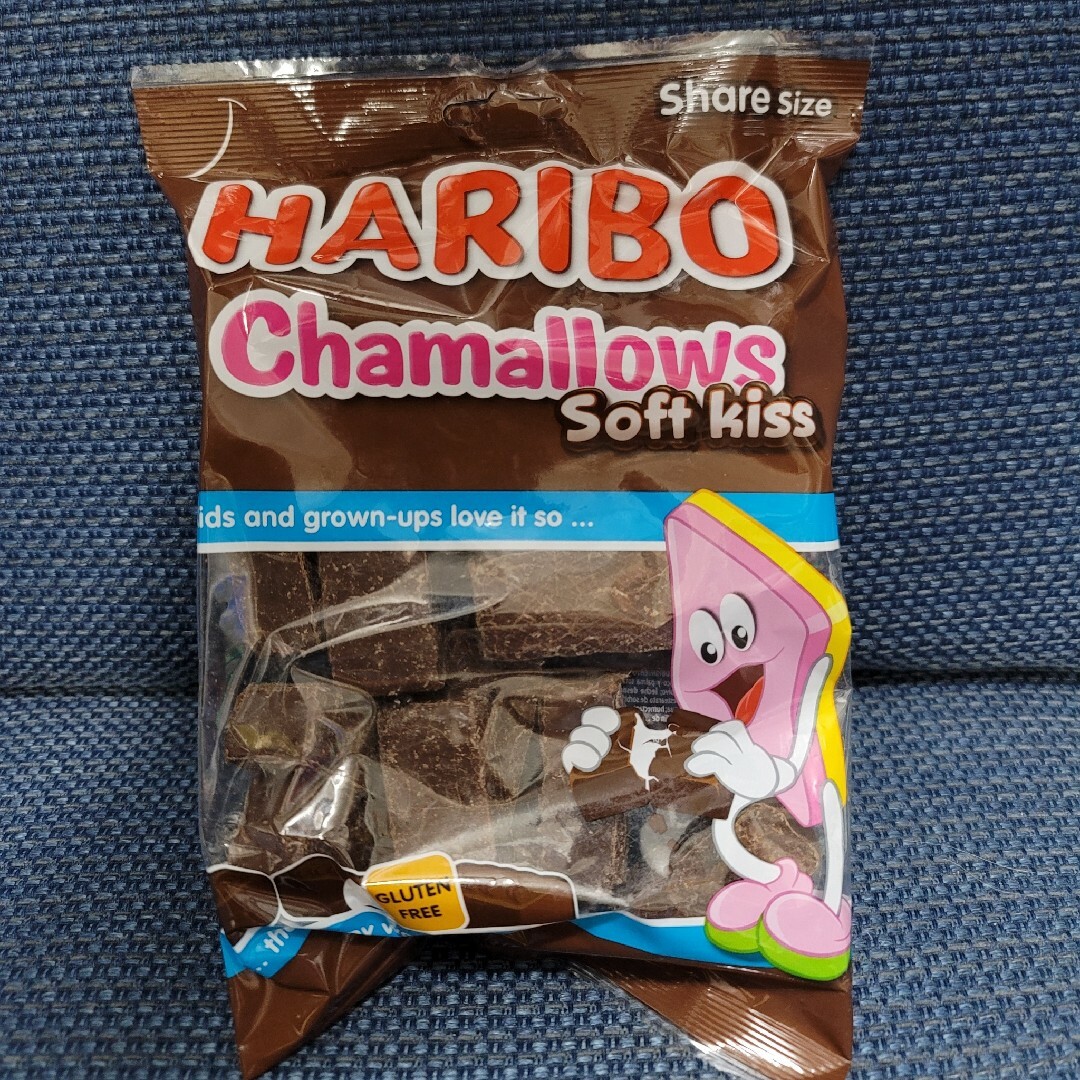 Share Size
HARIBO
Chamallows
Soft kiss
ids and grown-ups love it so ...
GLUTEN
FREE